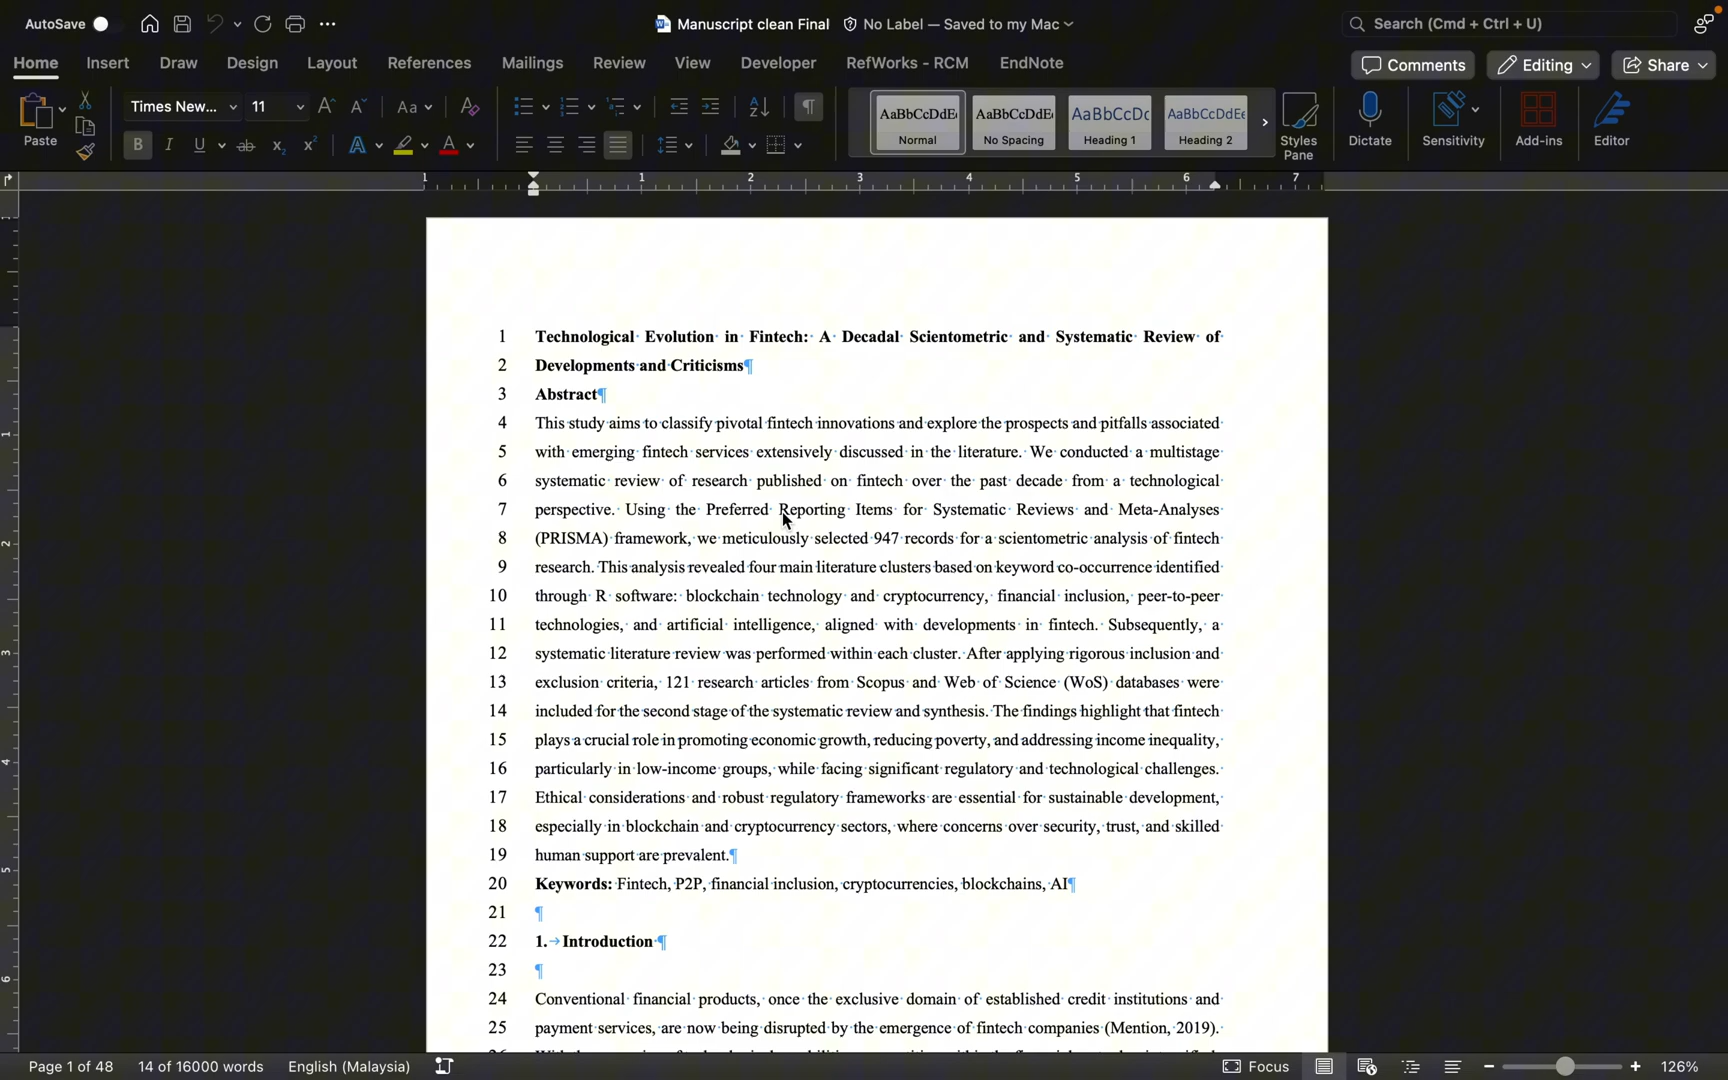 AutoSave
Manuscript clean Final
No Label — Saved to my Mac
Search (Cmd + Ctrl + U)
Home Insert Draw Design Layout References Mailings Review View Developer RefWorks - RCM EndNote
Comments Editing Share
Paste
Times New... 11
Aa
AaBbCcDdEe AaBbCcDdEe AaBbCcDc AaBbCcDdEe
Normal No Spacing Heading 1 Heading 2
Styles Pane
Dictate
Sensitivity
Add-ins
Editor
1 1 2 3 4 5 6 7
1 Technological Evolution in Fintech: A Decadal Scientometric and Systematic Review of
2 Developments and Criticisms¶
3 Abstract¶
4 This study aims to classify pivotal fintech innovations and explore the prospects and pitfalls associated
5 with emerging fintech services extensively discussed in the literature. We conducted a multistage
6 systematic review of research published on fintech over the past decade from a technological
7 perspective. Using the Preferred Reporting Items for Systematic Reviews and Meta-Analyses
8 (PRISMA) framework, we meticulously selected 947 records for a scientometric analysis of fintech
9 research. This analysis revealed four main literature clusters based on keyword co-occurrence identified
10 through R software: blockchain technology and cryptocurrency, financial inclusion, peer-to-peer
11 technologies, and artificial intelligence, aligned with developments in fintech. Subsequently, a
12 systematic literature review was performed within each cluster. After applying rigorous inclusion and
13 exclusion criteria, 121 research articles from Scopus and Web of Science (WoS) databases were
14 included for the second stage of the systematic review and synthesis. The findings highlight that fintech
15 plays a crucial role in promoting economic growth, reducing poverty, and addressing income inequality,
16 particularly in low-income groups, while facing significant regulatory and technological challenges.
17 Ethical considerations and robust regulatory frameworks are essential for sustainable development,
18 especially in blockchain and cryptocurrency sectors, where concerns over security, trust, and skilled
19 human support are prevalent.¶
20 Keywords: Fintech, P2P, financial inclusion, cryptocurrencies, blockchains, AI¶
21 ¶
22 1.→Introduction ¶
23 ¶
24 Conventional financial products, once the exclusive domain of established credit institutions and
25 payment services, are now being disrupted by the emergence of fintech companies (Mention, 2019).
Page 1 of 48 14 of 16000 words English (Malaysia) Focus 126%